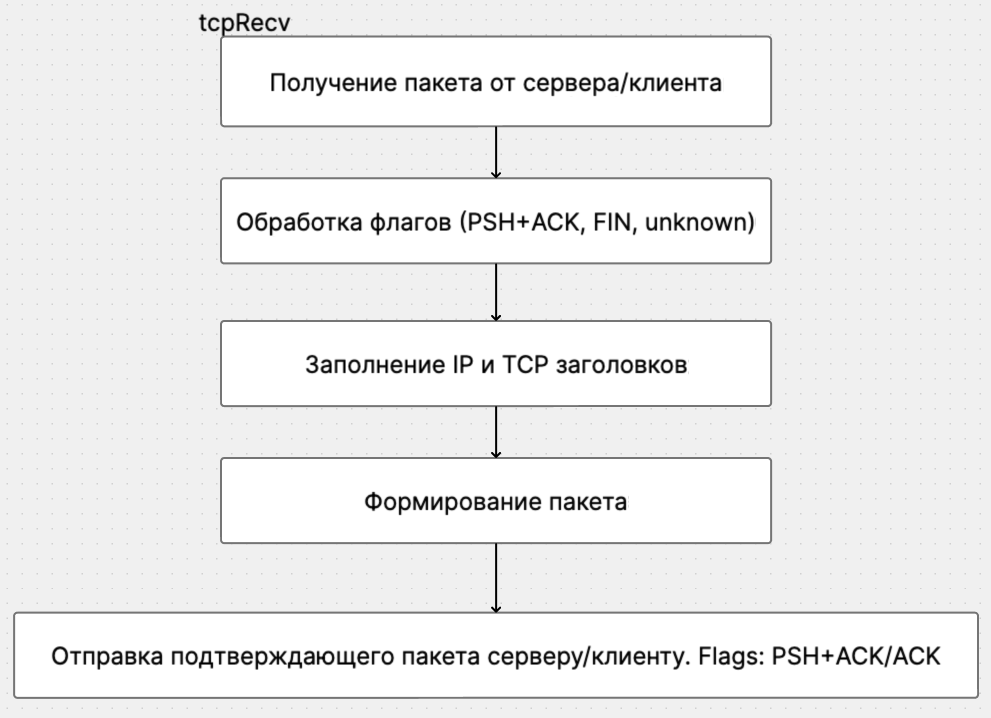 tcpRecv
Получение пакета от сервера/клиента
Обработка флагов (PSH+ACK, FIN, unknown)
Заполнение IP и TCP заголовков
Формирование пакета
Отправка подтверждающего пакета серверу/клиенту. Flags: PSH+ACK/ACK